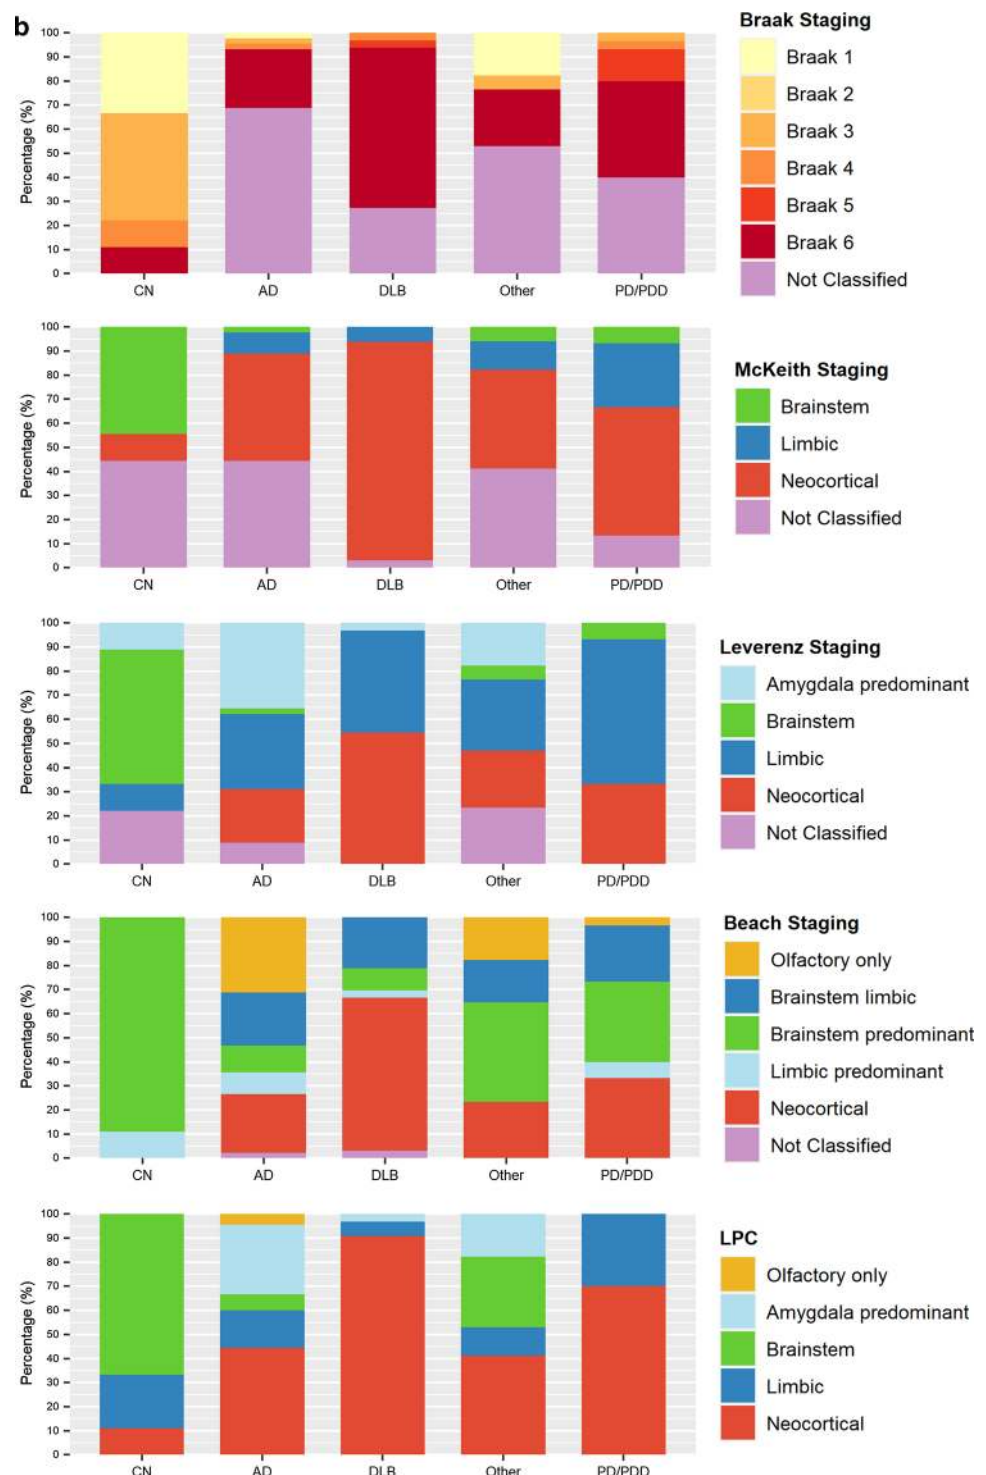 b
Braak Staging
Percentage (%)
100
90
80
70
60
50
40
30
20
10
0
CN AD DLB Other PD/PDD
Braak 1
Braak 2
Braak 3
Braak 4
Braak 5
Braak 6
Not Classified
Percentage (%)
100
90
80
70
60
50
40
30
20
10
0
CN AD DLB Other PD/PDD
McKeith Staging
Brainstem
Limbic
Neocortical
Not Classified
Percentage (%)
100
90
80
70
60
50
40
30
20
10
0
CN AD DLB Other PD/PDD
Leverenz Staging
Amygdala predominant
Brainstem
Limbic
Neocortical
Not Classified
Percentage (%)
100
90
80
70
60
50
40
30
20
10
0
CN AD DLB Other PD/PDD
Beach Staging
Olfactory only
Brainstem limbic
Brainstem predominant
Limbic predominant
Neocortical
Not Classified
Percentage (%)
100
90
80
70
60
50
40
30
20
10
0
CN AD DLB Other PD/PDD
LPC
Olfactory only
Amygdala predominant
Brainstem
Limbic
Neocortical